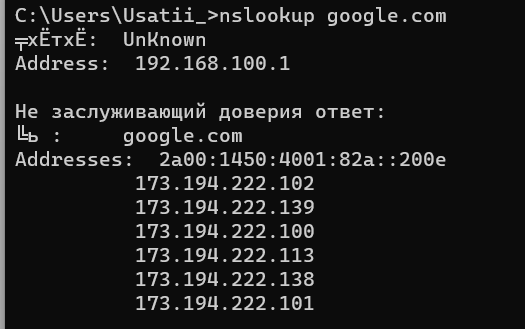 C:\Users\Usatii_>nslookup google.com
╤хЁтхЁ:  UnKnown
Address:  192.168.100.1
Не заслуживающий доверия ответ:
╚ь :     google.com
Addresses:  2a00:1450:4001:82a::200e
173.194.222.102
173.194.222.139
173.194.222.100
173.194.222.113
173.194.222.138
173.194.222.101